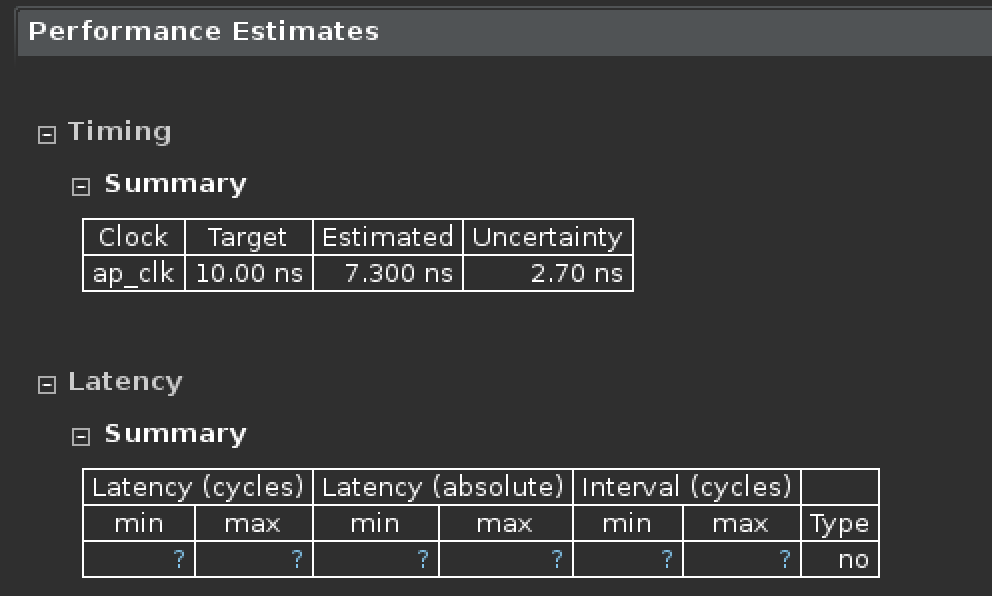 Performance Estimates
Timing
Summary
Clock Target Estimated Uncertainty
ap_clk 10.00 ns 7.300 ns 2.70 ns
Latency
Summary
Latency (cycles) Latency (absolute) Interval (cycles)
min max min max min max Type
? ? ? ? ? ? no